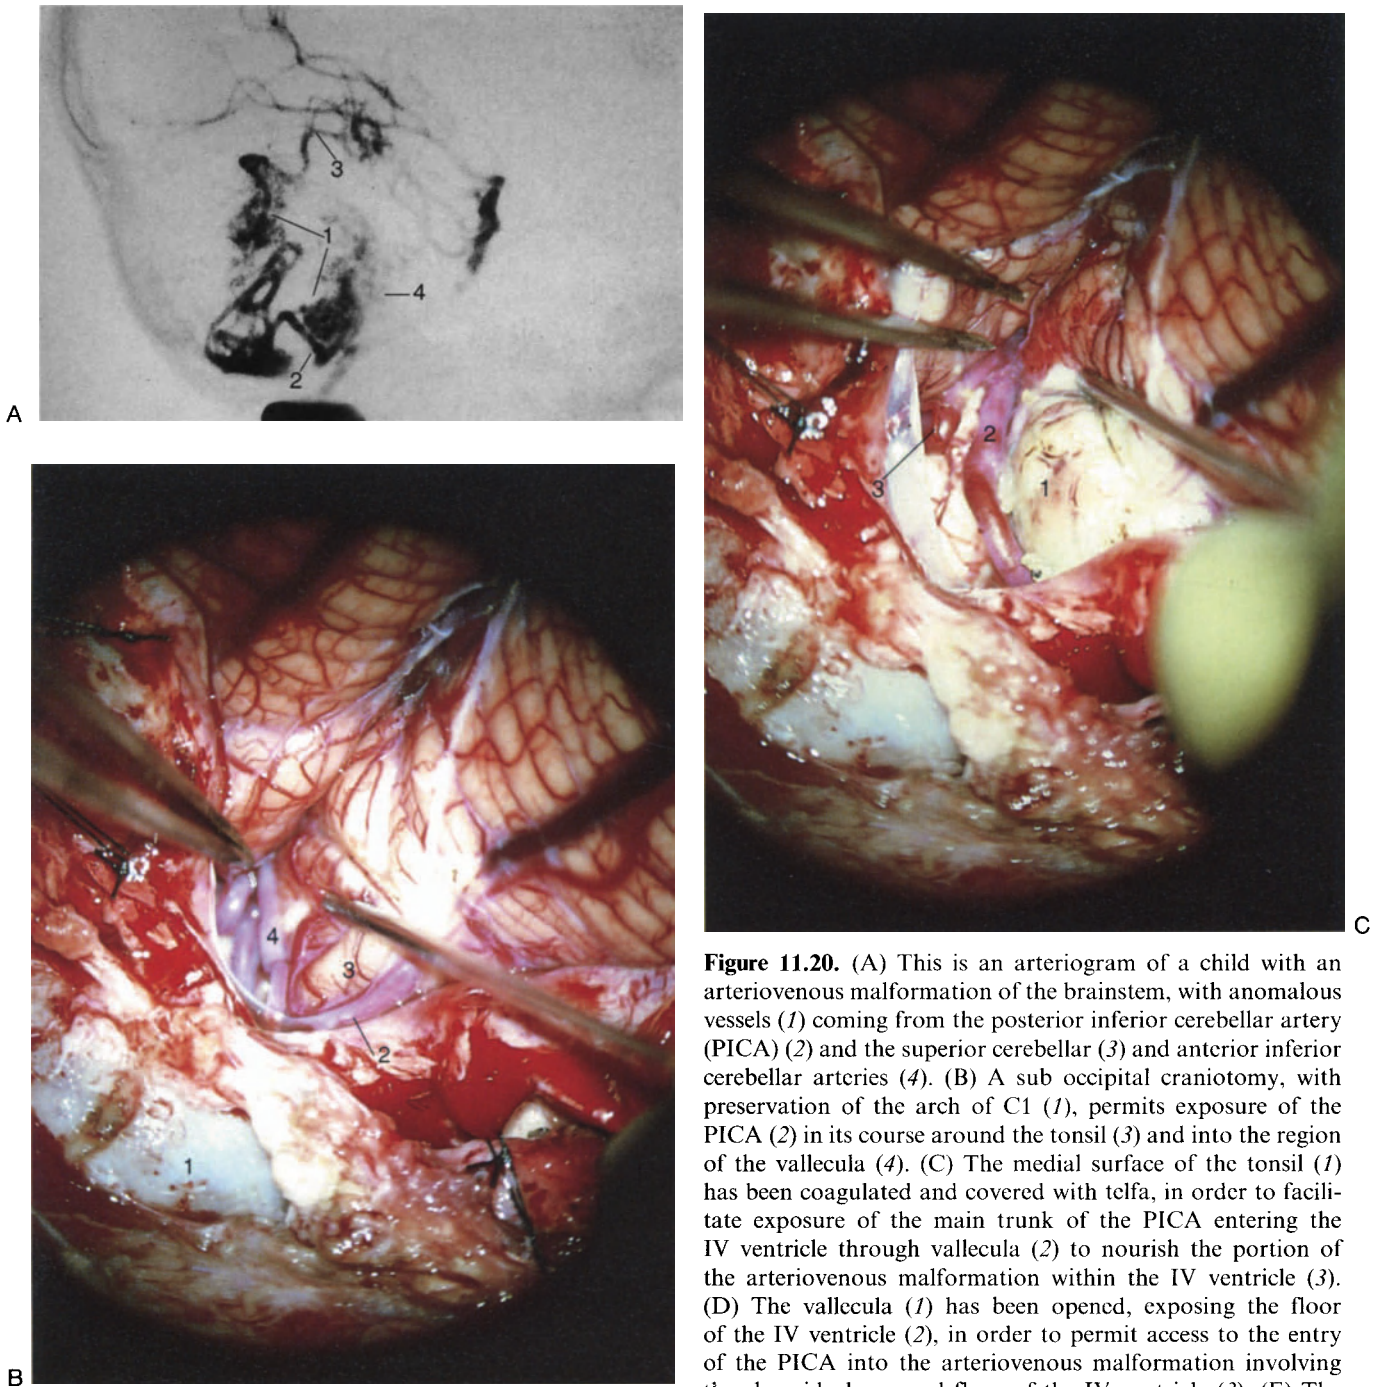 3
1
4
2
A
2
3
1
C
4
3
2
1
B
Figure 11.20. (A) This is an arteriogram of a child with an
arteriovenous malformation of the brainstem, with anomalous
vessels (1) coming from the posterior inferior cerebellar artery
(PICA) (2) and the superior cerebellar (3) and anterior inferior
cerebellar arteries (4). (B) A sub occipital craniotomy, with
preservation of the arch of C1 (1), permits exposure of the
PICA (2) in its course around the tonsil (3) and into the region
of the vallecula (4). (C) The medial surface of the tonsil (1)
has been coagulated and covered with telfa, in order to facili-
tate exposure of the main trunk of the PICA entering the
IV ventricle through vallecula (2) to nourish the portion of
the arteriovenous malformation within the IV ventricle (3).
(D) The vallecula (1) has been opened, exposing the floor
of the IV ventricle (2), in order to permit access to the entry
of the PICA into the arteriovenous malformation involving